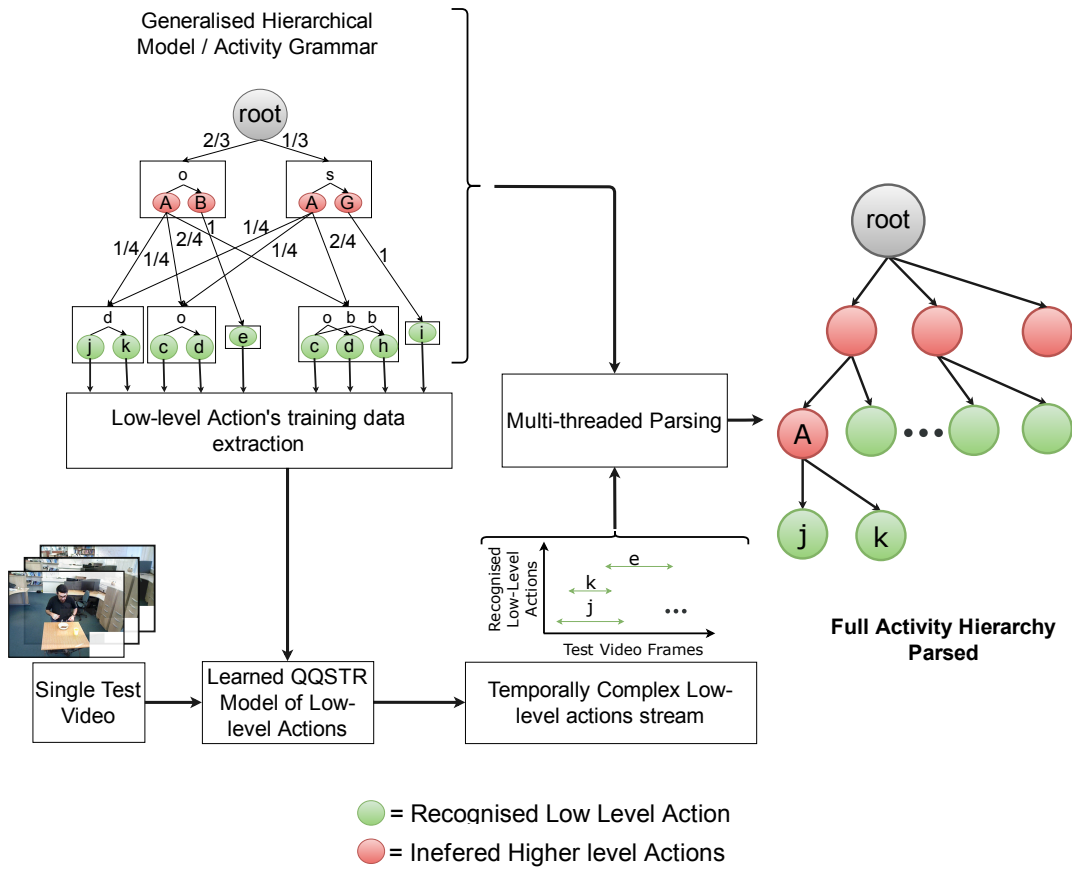 Generalised Hierarchical
Model / Activity Grammar
root
2/3
1/3
o
s
A
B
A
G
1/4
1/4
2/4
1
1/4
1/4
2/4
1
d
o
o b b
j
k
c
d
e
c
d
h
i
Low-level Action's training data
extraction
Multi-threaded Parsing
root
A
j
k
Full Activity Hierarchy
Parsed
Recognised
Low-Level
Actions
e
k
j
Test Video Frames
Single Test
Video
Learned QQSTR
Model of Low-
level Actions
Temporally Complex Low-
level actions stream
= Recognised Low Level Action
= Inefered Higher level Actions